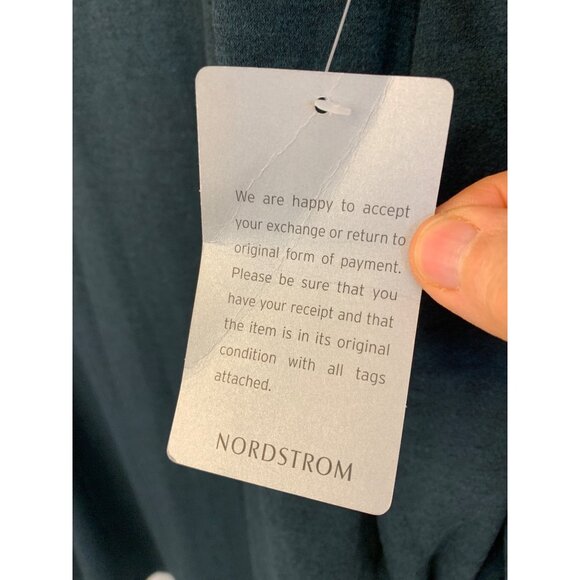 We are happy to accept
your exchange or return to
original form of payment.
Please be sure that you
have your receipt and that
the item is in its original
condition with all tags
attached.
NORDSTROM